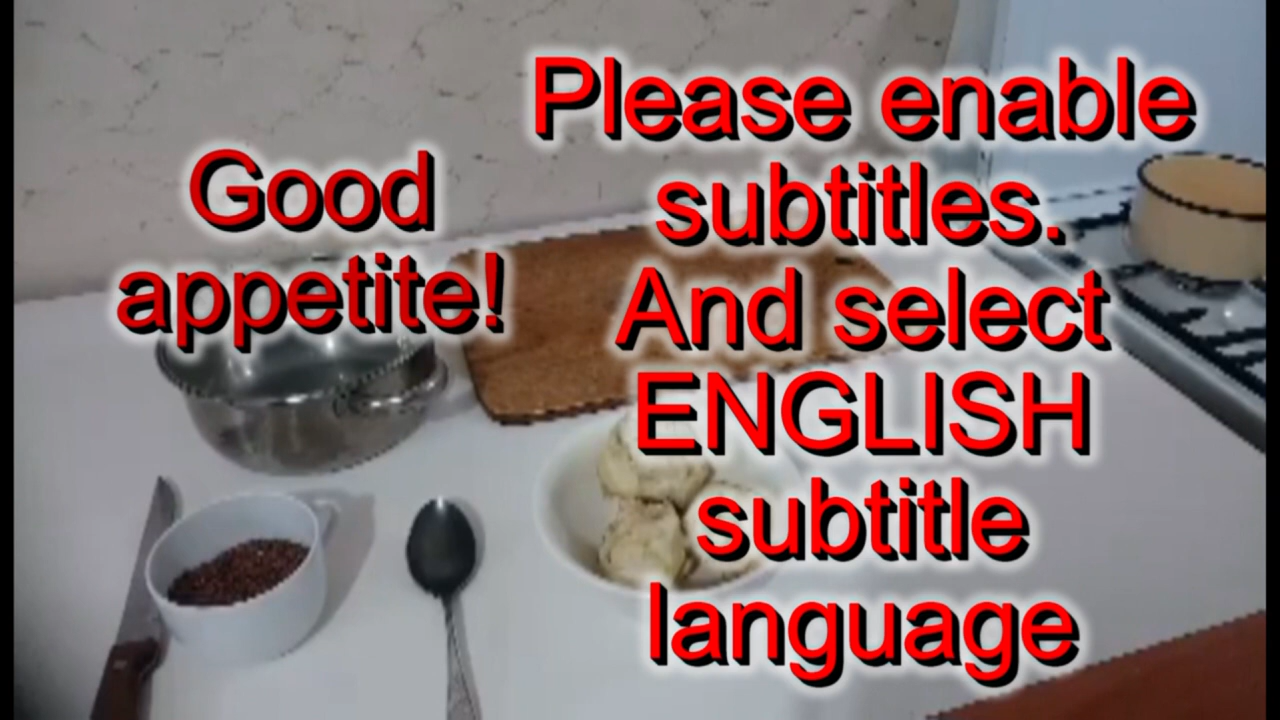 Good
appetite!
Please enable
subtitles.
And select
ENGLISH
subtitle
language